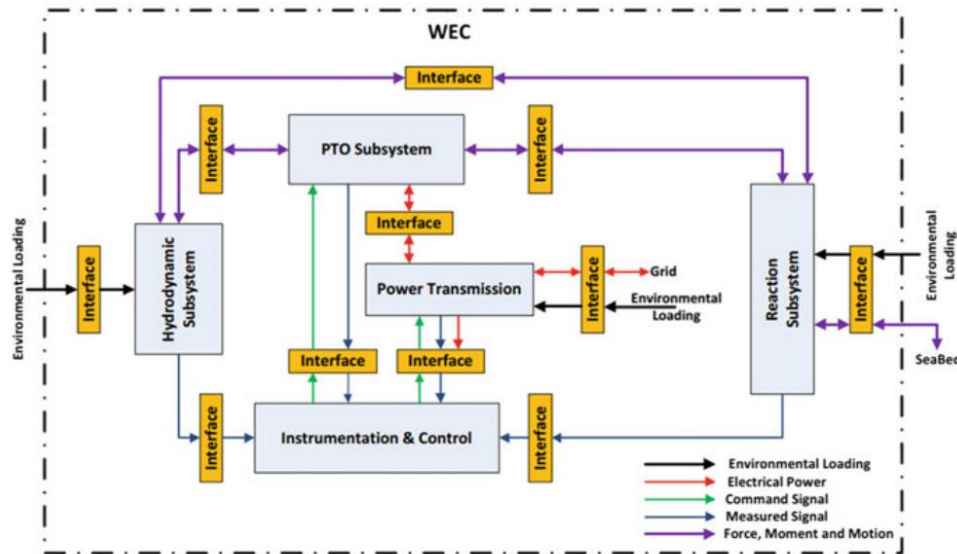 WEC
Interface
Interface
PTO Subsystem
Interface
Interface
Environmental Loading
Interface
Hydrodynamic
Subsystem
Power Transmission
Interface
Grid
Environmental
Loading
Reaction
Subsystem
Interface
Environmental
Loading
SeaBed
Interface
Interface
Interface
Instrumentation & Control
Interface
Environmental Loading
Electrical Power
Command Signal
Measured Signal
Force, Moment and Motion